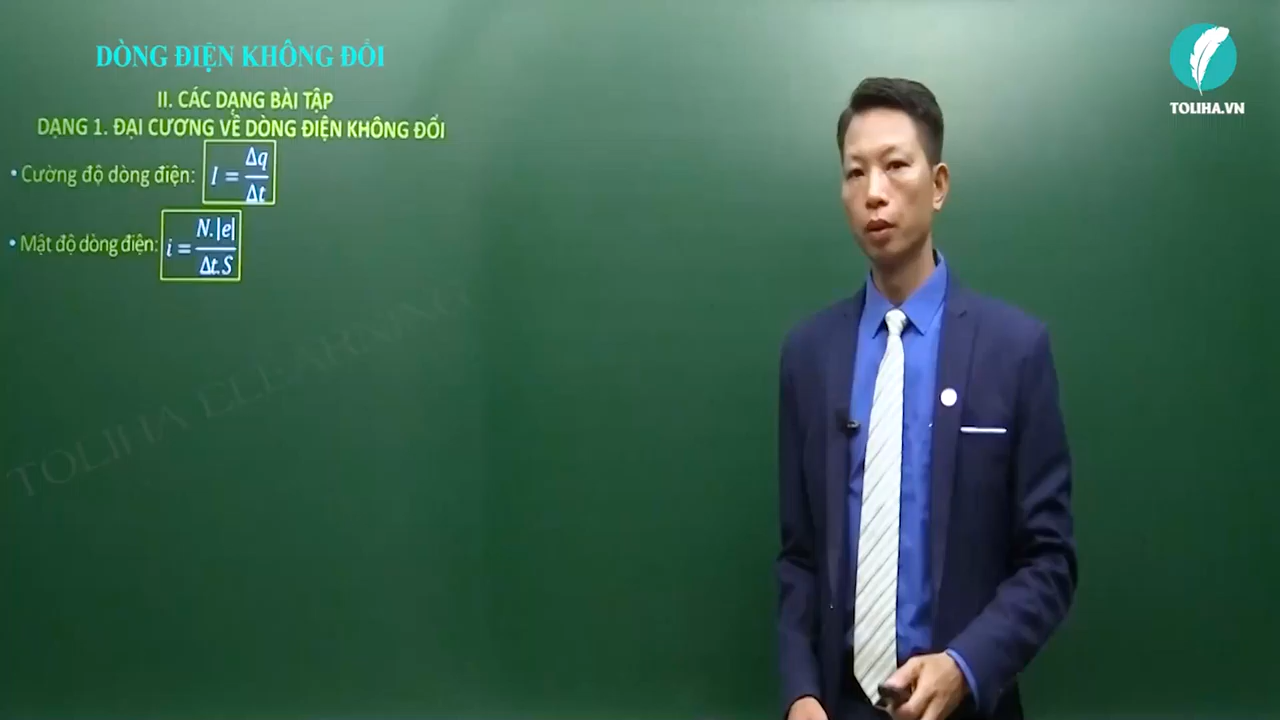 DÒNG ĐIỆN KHÔNG ĐỔI
TOLIHA.VN
II. CÁC DẠNG BÀI TẬP
DẠNG 1. ĐẠI CƯƠNG VỀ DÒNG ĐIỆN KHÔNG ĐỔI
• Cường độ dòng điện: I = Δq/Δt
• Mật độ dòng điện: i = N.|e|/Δt.S
TOLIHA ELEARNING